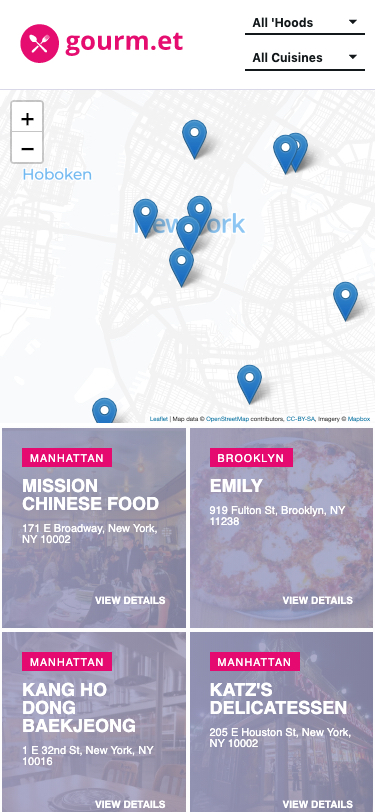 gourm.et
All 'Hoods
All Cuisines
+
−
Hoboken
New York
Leaflet | Map data © OpenStreetMap contributors, CC-BY-SA, Imagery © Mapbox
MANHATTAN
MISSION
CHINESE FOOD
171 E Broadway, New York,
NY 10002
VIEW DETAILS
BROOKLYN
EMILY
919 Fulton St, Brooklyn, NY
11238
VIEW DETAILS
MANHATTAN
KANG HO
DONG
BAEKJEONG
1 E 32nd St, New York, NY
10016
VIEW DETAILS
MANHATTAN
KATZ'S
DELICATESSEN
205 E Houston St, New York,
NY 10002
VIEW DETAILS